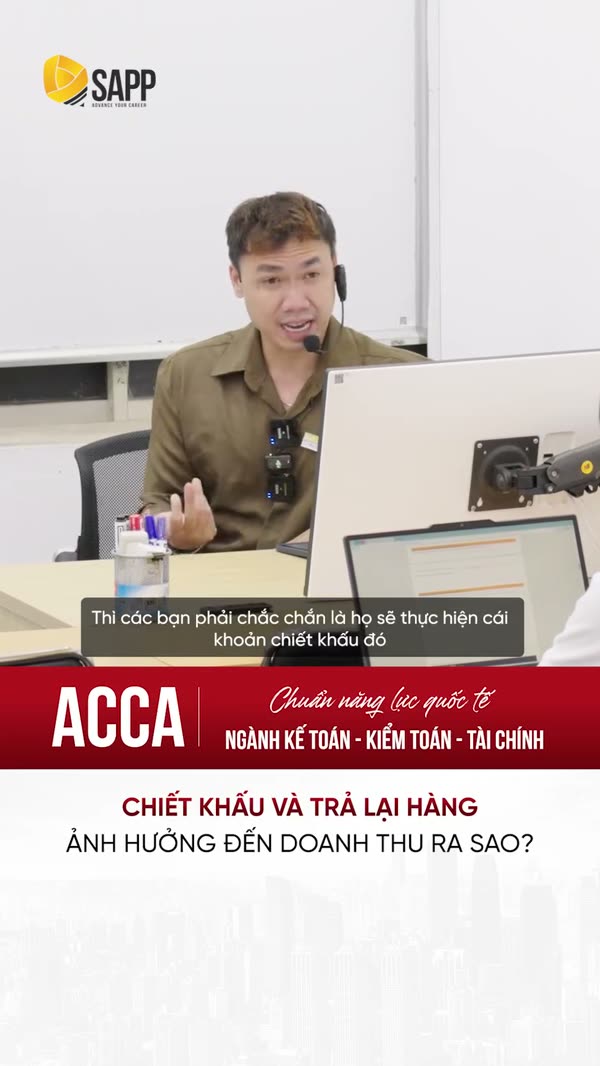 SAPP
ADVANCE YOUR CAREER
Thì các bạn phải chắc chắn là họ sẽ thực hiện cái
khoản chiết khấu đó
ACCA
Chuẩn năng lực quốc tế
NGÀNH KẾ TOÁN - KIỂM TOÁN - TÀI CHÍNH
CHIẾT KHẤU VÀ TRẢ LẠI HÀNG
ẢNH HƯỞNG ĐẾN DOANH THU RA SAO?